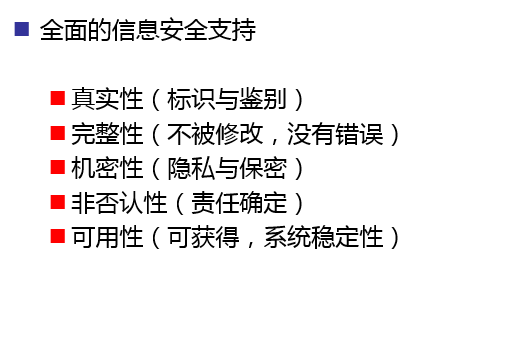 全面的信息安全支持
真实性（标识与鉴别）
完整性（不被修改，没有错误）
机密性（隐私与保密）
非否认性（责任确定）
可用性（可获得，系统稳定性）